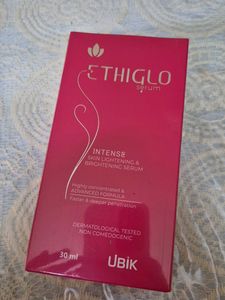 ETHIGLO
serum
INTENSE
SKIN LIGHTENING &
BRIGHTENING SERUM
Highly concentrated &
ADVANCED FORMULA
Faster & deeper penetration
DERMATOLOGICAL TESTED
NON COMEDOGENIC
30 ml
UBIK